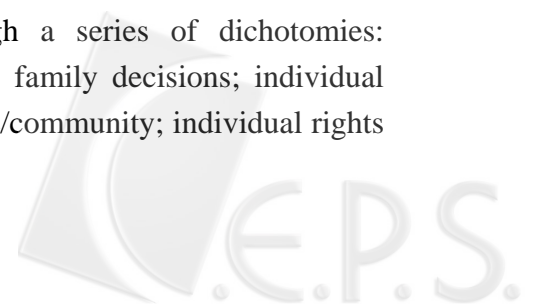 gh a series of dichotomies:
family decisions; individual
/community; individual rights
C.E.P.S.